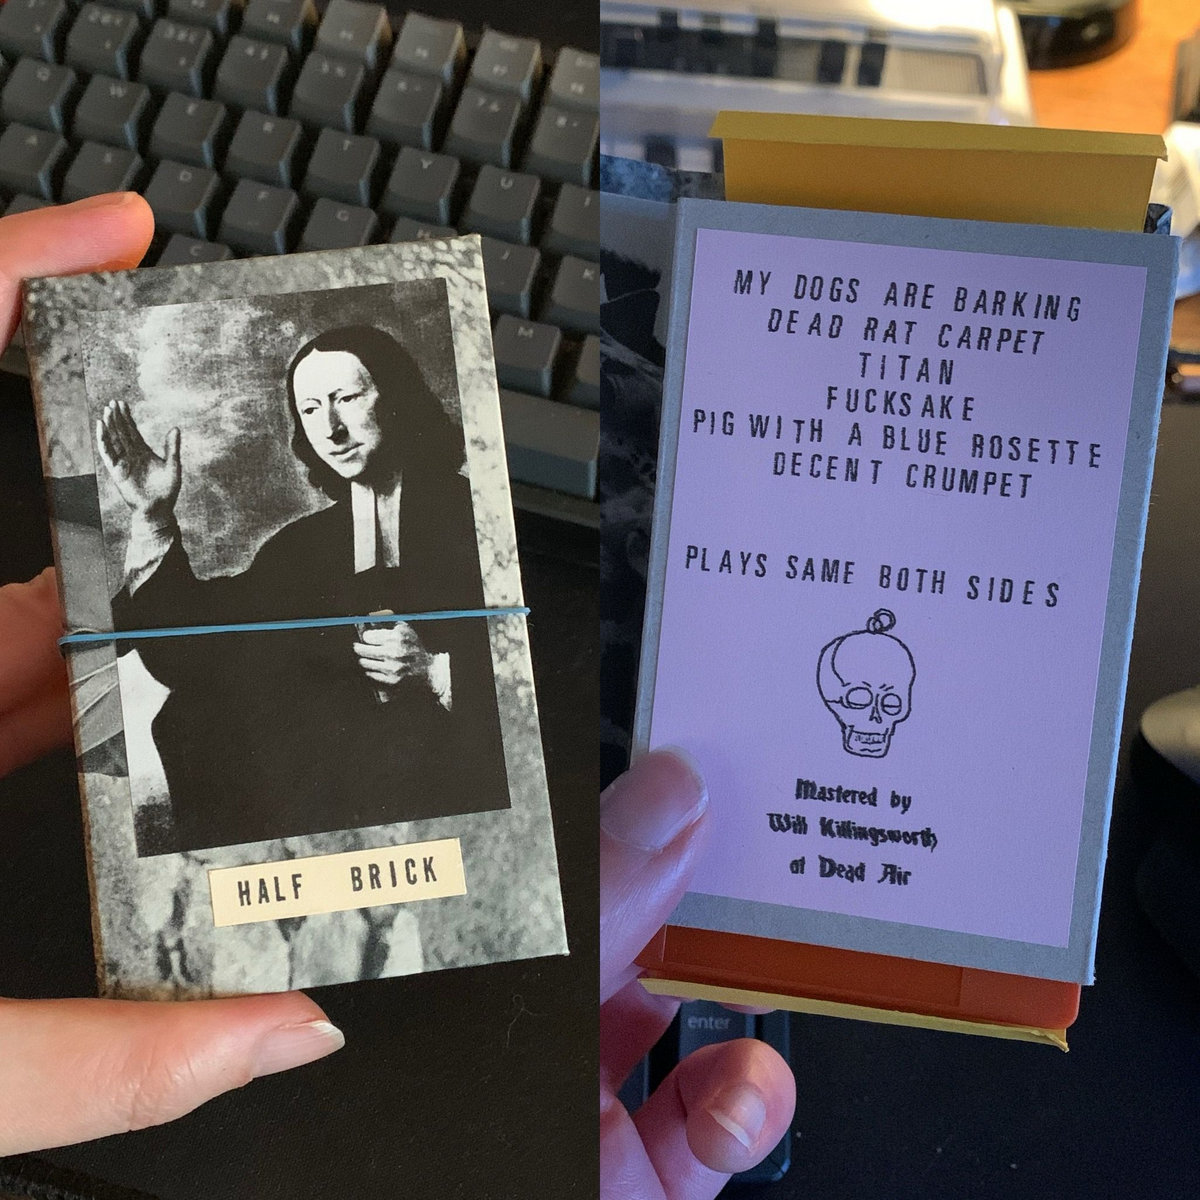 Q
W
E
R
T
Y
U
I
A
S
D
F
G
H
J
K
C
M
HALF BRICK
MY DOGS ARE BARKING
DEAD RAT CARPET
TITAN
FUCKSAKE
PIG WITH A BLUE ROSETTE
DECENT CRUMPET
PLAYS SAME BOTH SIDES
Mastered by
Will Killingsworth
at Dead Air
enter